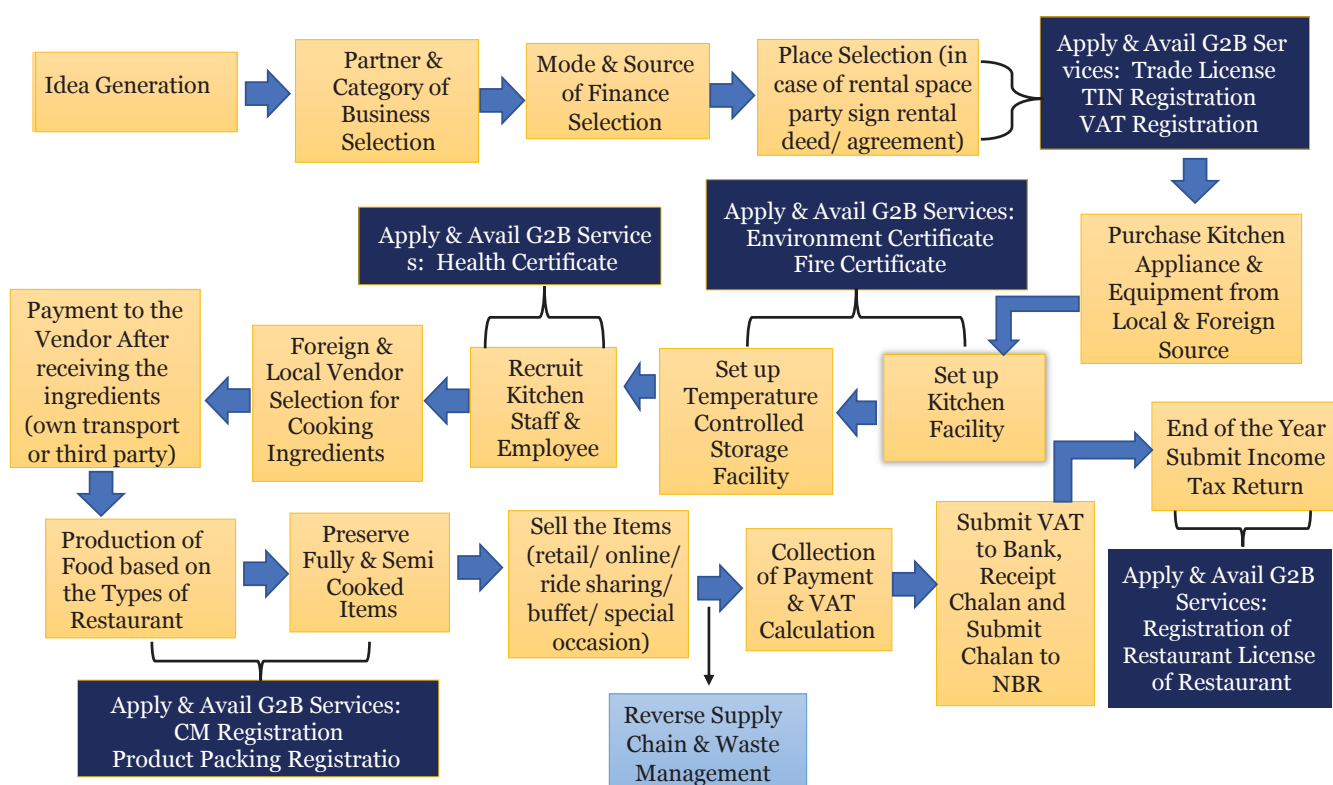 Idea Generation
Partner &
Category of
Business
Selection
Mode & Source
of Finance
Selection
Place Selection (in
case of rental space
party sign rental
deed/ agreement)
Apply & Avail G2B Ser
vices: Trade License
TIN Registration
VAT Registration
Purchase Kitchen
Appliance &
Equipment from
Local & Foreign
Source
Set up
Kitchen
Facility
Apply & Avail G2B Services:
Environment Certificate
Fire Certificate
Set up
Temperature
Controlled
Storage
Facility
Apply & Avail G2B Service
s: Health Certificate
Recruit
Kitchen
Staff &
Employee
Foreign &
Local Vendor
Selection for
Cooking
Ingredients
Payment to the
Vendor After
receiving the
ingredients
(own transport
or third party)
Production of
Food based on
the Types of
Restaurant
Preserve
Fully & Semi
Cooked
Items
Apply & Avail G2B Services:
CM Registration
Product Packing Registratio
Sell the Items
(retail/ online/
ride sharing/
buffet/ special
occasion)
Reverse Supply
Chain & Waste
Management
Collection
of Payment
& VAT
Calculation
Submit VAT
to Bank,
Receipt
Chalan and
Submit
Chalan to
NBR
End of the Year
Submit Income
Tax Return
Apply & Avail G2B
Services:
Registration of
Restaurant License
of Restaurant